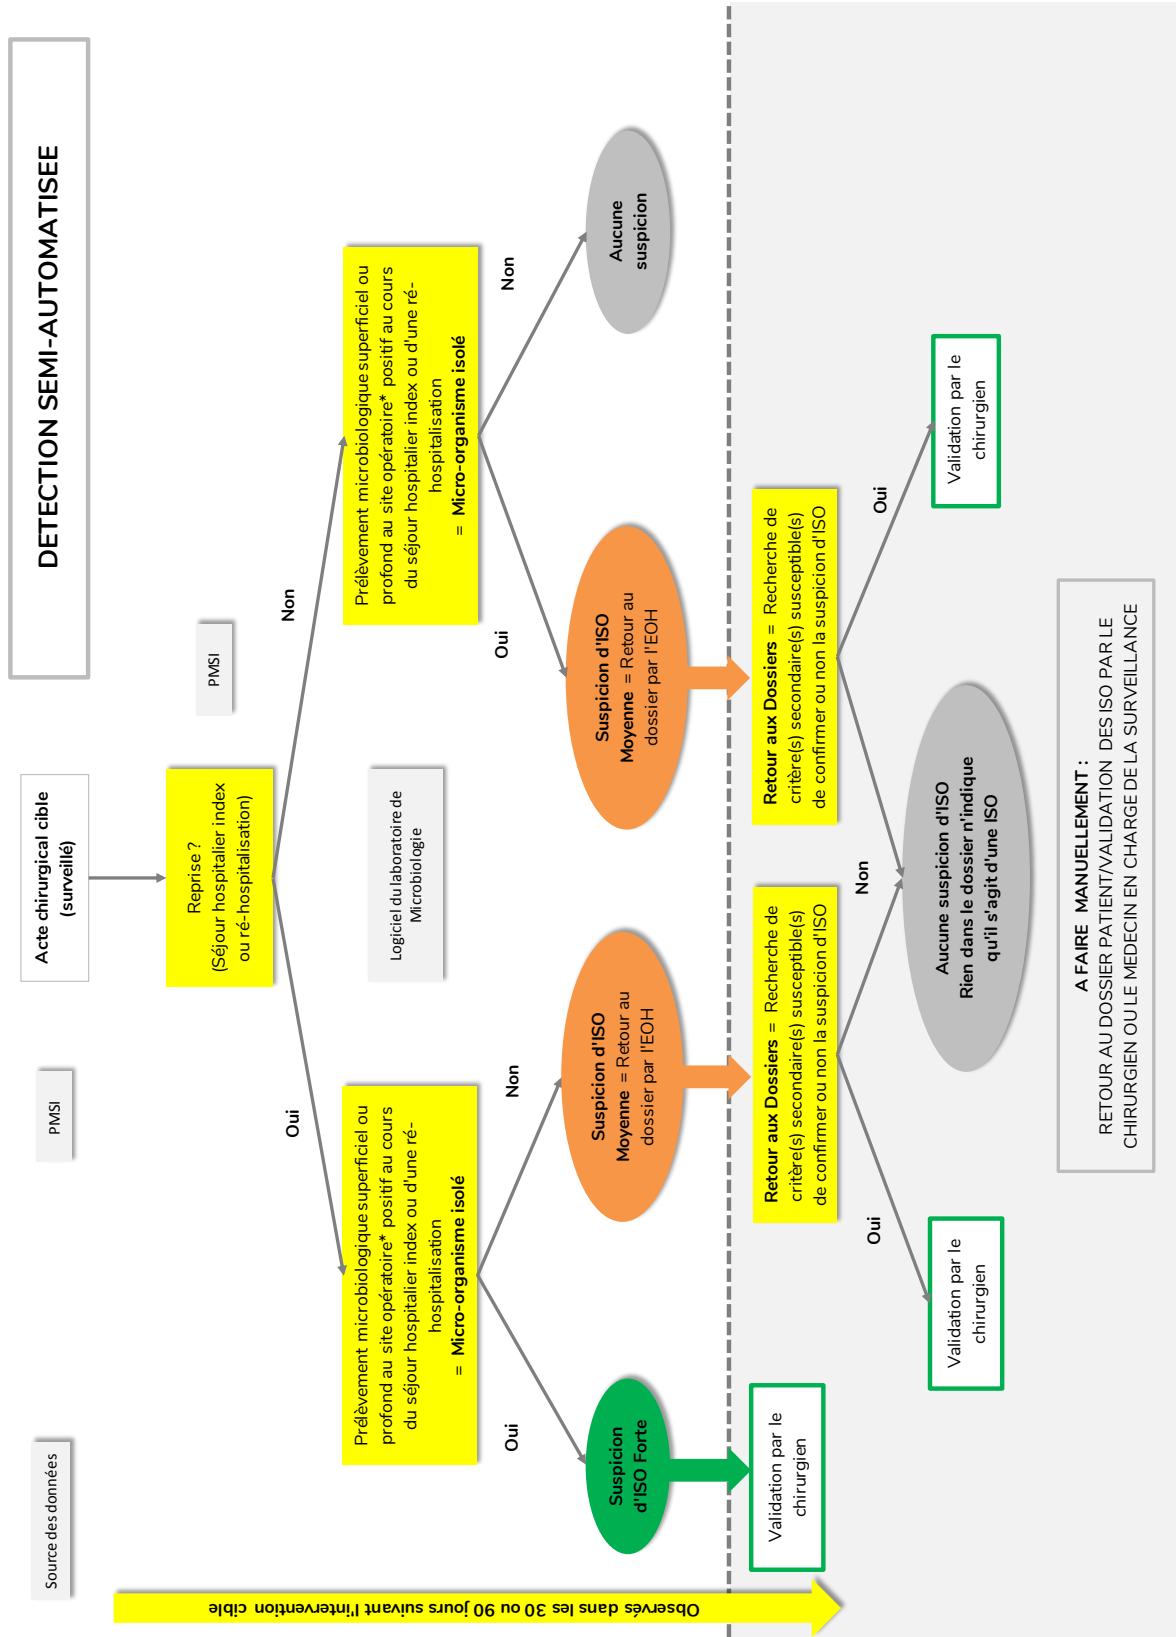 DETECTION SEMI-AUTOMATISEE
Source des données
PMSI
Acte chirurgical cible
(surveillé)
PMSI
Reprise ?
(Séjour hospitalier index
ou ré-hospitalisation)
Oui
Non
Logiciel du laboratoire de
Microbiologie
Prélèvement microbiologique superficiel ou
profond au site opératoire* positif au cours
du séjour hospitalier index ou d'une ré-
hospitalisation
= Micro-organisme isolé
Prélèvement microbiologique superficiel ou
profond au site opératoire* positif au cours
du séjour hospitalier index ou d'une ré-
hospitalisation
= Micro-organisme isolé
Oui
Non
Oui
Non
Suspicion
d'ISO Forte
Suspicion d'ISO
Moyenne = Retour au
dossier par l'EOH
Suspicion d'ISO
Moyenne = Retour au
dossier par l'EOH
Aucune
suspicion
Observés dans les 30 ou 90 jours suivant l'intervention cible
Validation par le
chirurgien
Retour aux Dossiers = Recherche de
critère(s) secondaire(s) susceptible(s)
de confirmer ou non la suspicion d'ISO
Retour aux Dossiers = Recherche de
critère(s) secondaire(s) susceptible(s)
de confirmer ou non la suspicion d'ISO
Oui
Non
Oui
Validation par le
chirurgien
Aucune suspicion d'ISO
Rien dans le dossier n'indique
qu'il s'agit d'une ISO
Validation par le
chirurgien
A FAIRE MANUELLEMENT :
RETOUR AU DOSSIER PATIENT/VALIDATION DES ISO PAR LE
CHIRURGIEN OU LE MEDECIN EN CHARGE DE LA SURVEILLANCE